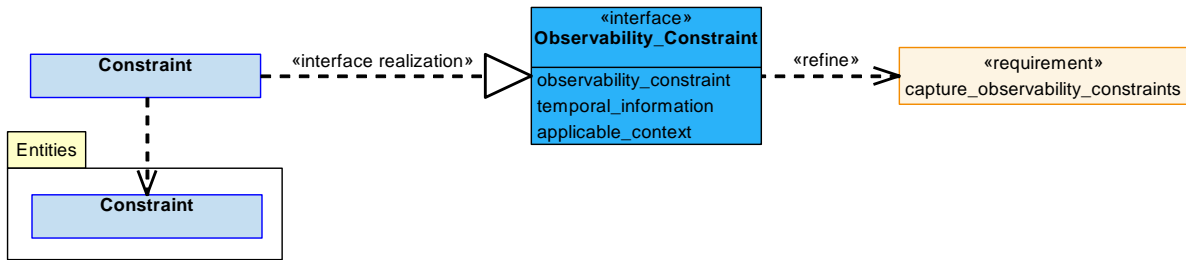 «interface»
Observability_Constraint
Constraint
«interface realization»
«refine»
«requirement»
capture_observability_constraints
observability_constraint
temporal_information
applicable_context
Entities
Constraint